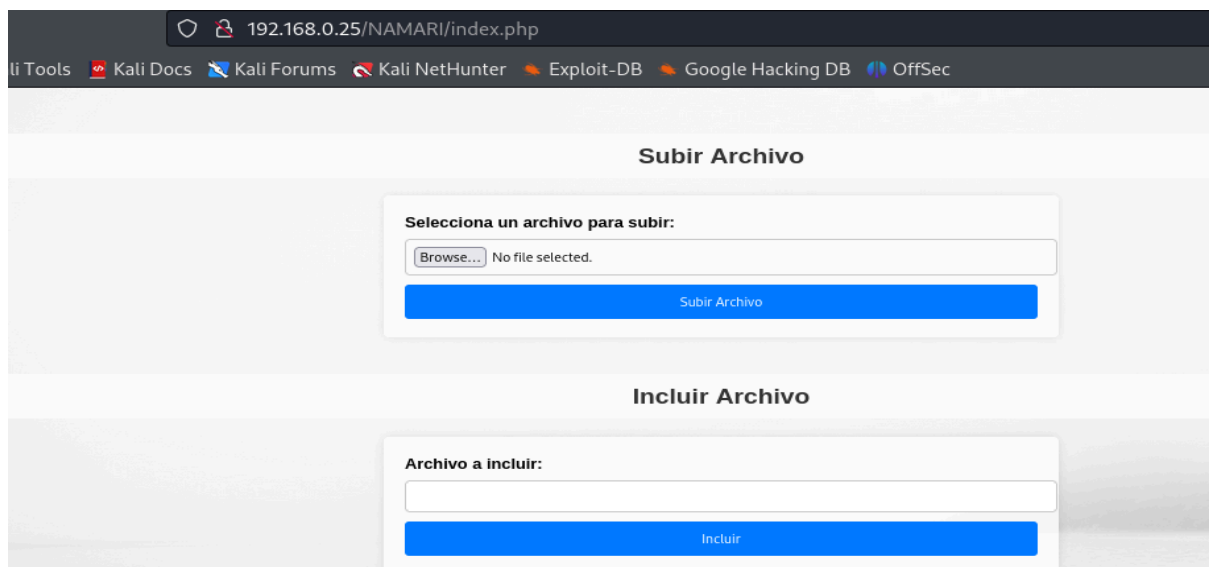 192.168.0.25/NAMARI/index.php
li Tools Kali Docs Kali Forums Kali NetHunter Exploit-DB Google Hacking DB OffSec
Subir Archivo
Selecciona un archivo para subir:
Browse... No file selected.
Subir Archivo
Incluir Archivo
Archivo a incluir:
Incluir